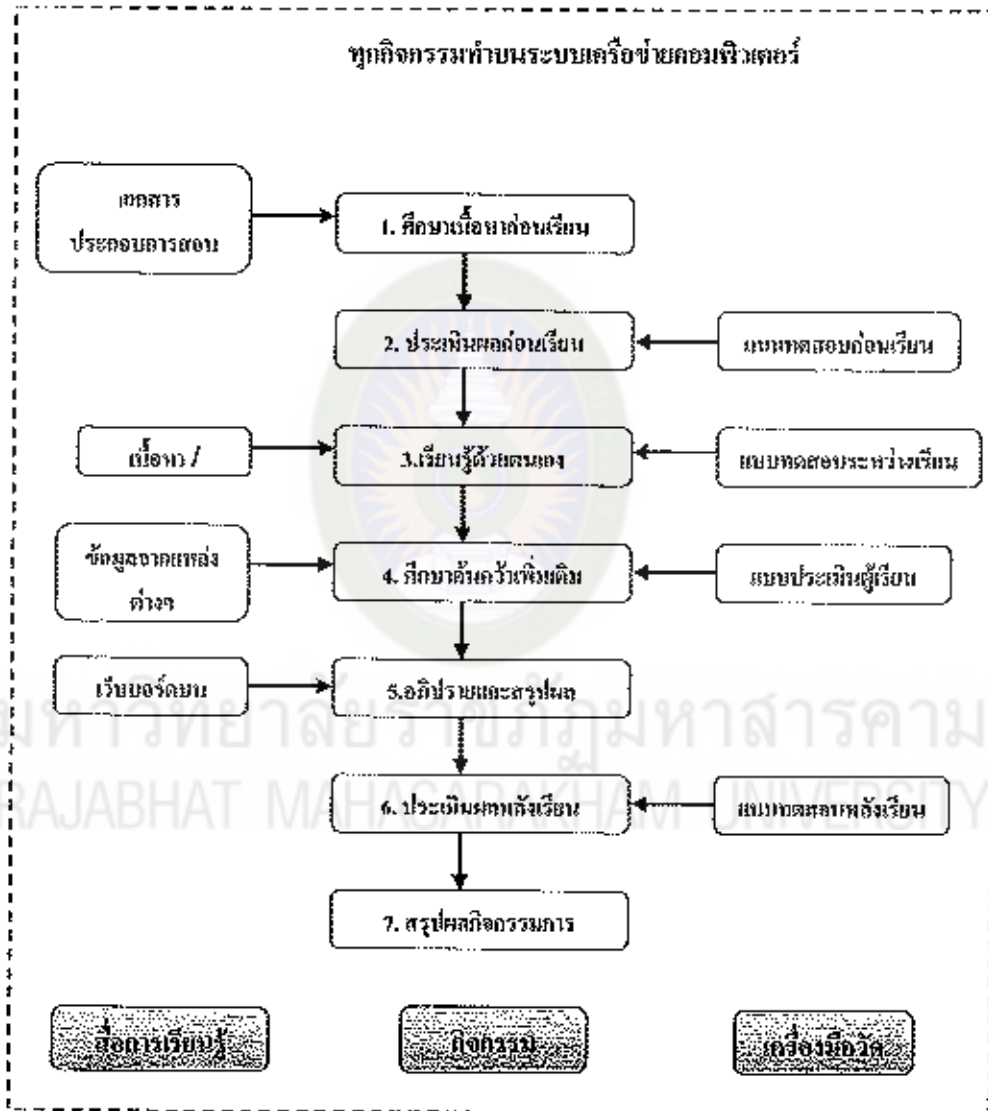 ทุกกิจกรรมทำบนระบบเครือข่ายคอมพิวเตอร์
เอกสาร
ประกอบการสอน
1. ศึกษาเนื้อหาก่อนเรียน
2. ประเมินผลก่อนเรียน
แบบทดสอบก่อนเรียน
เนื้อหา /
3.เรียนรู้ด้วยตนเอง
แบบทดสอบระหว่างเรียน
ข้อมูลจากแหล่ง
ต่างๆ
4. ศึกษาค้นคว้าเพิ่มเติม
แบบประเมินผู้เรียน
เว็บบอร์ดบน
5.อภิปรายและสรุปผล
มหาวิทยาลัยราชภัฏมหาสารคาม
RAJABHAT MAHASARAKHAM UNIVERSITY
6. ประเมินผลหลังเรียน
แบบทดสอบหลังเรียน
7. สรุปผลกิจกรรมการ
สื่อการเรียนรู้
กิจกรรม
เครื่องมือวัด